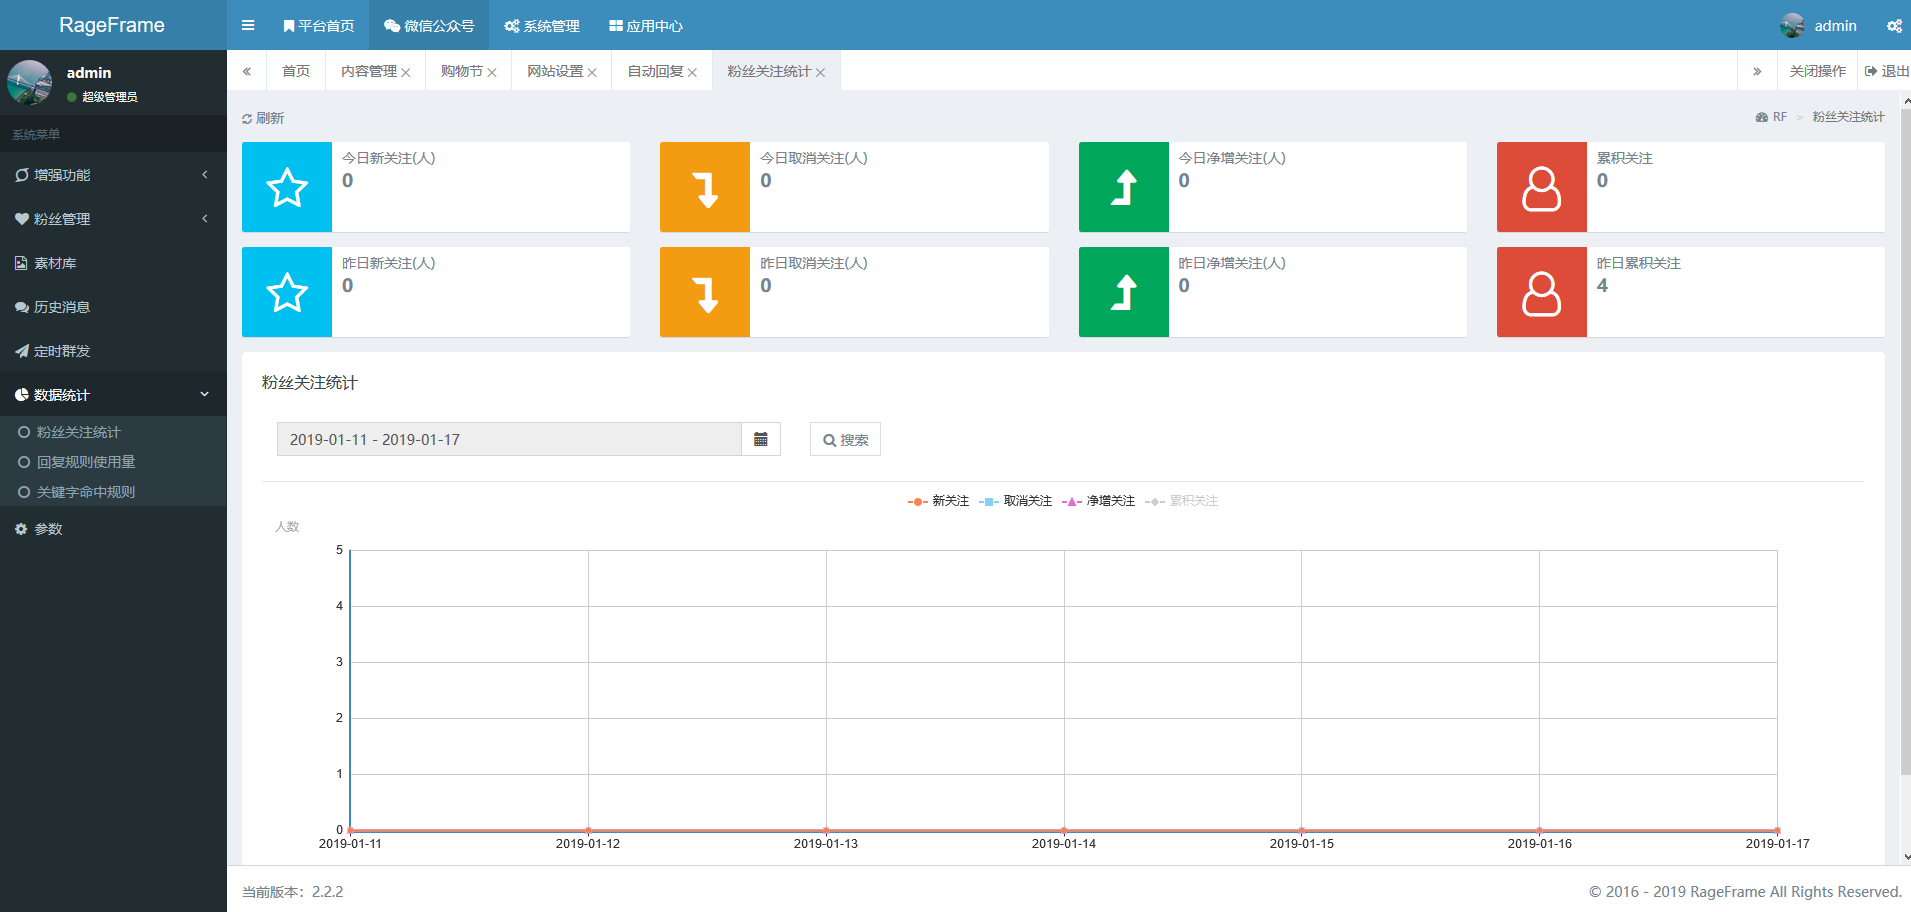 RageFrame
平台首页 微信公众号 系统管理 应用中心 admin
admin
超级管理员
系统菜单
增强功能
粉丝管理
素材库
历史消息
定时群发
数据统计
粉丝关注统计
回复规则使用量
关键字命中规则
参数
« 首页 内容管理 × 购物节 × 网站设置 × 自动回复 × 粉丝关注统计 × » 关闭操作 退出
刷新 RF > 粉丝关注统计
今日新关注(人)
0
今日取消关注(人)
0
今日净增关注(人)
0
累积关注
0
昨日新关注(人)
0
昨日取消关注(人)
0
昨日净增关注(人)
0
昨日累积关注
4
粉丝关注统计
2019-01-11 - 2019-01-17 搜索
新关注 取消关注 净增关注 累积关注
人数
5
4
3
2
1
0
2019-01-11 2019-01-12 2019-01-13 2019-01-14 2019-01-15 2019-01-16 2019-01-17
当前版本：2.2.2 © 2016 - 2019 RageFrame All Rights Reserved.